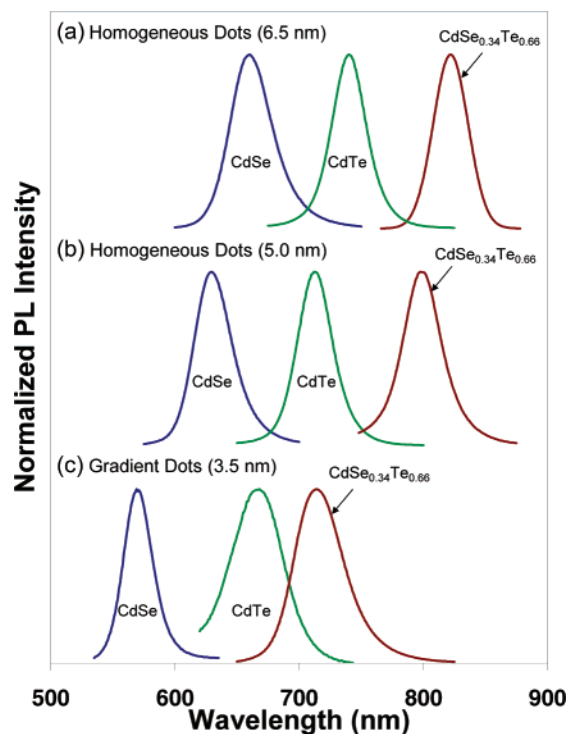 (a) Homogeneous Dots (6.5 nm)
CdSe₀.₃₄Te₀.₆₆
CdSe
CdTe
(b) Homogeneous Dots (5.0 nm)
CdSe₀.₃₄Te₀.₆₆
CdSe
CdTe
(c) Gradient Dots (3.5 nm)
CdSe₀.₃₄Te₀.₆₆
CdSe
CdTe
Normalized PL Intensity
500 600 700 800 900
Wavelength (nm)